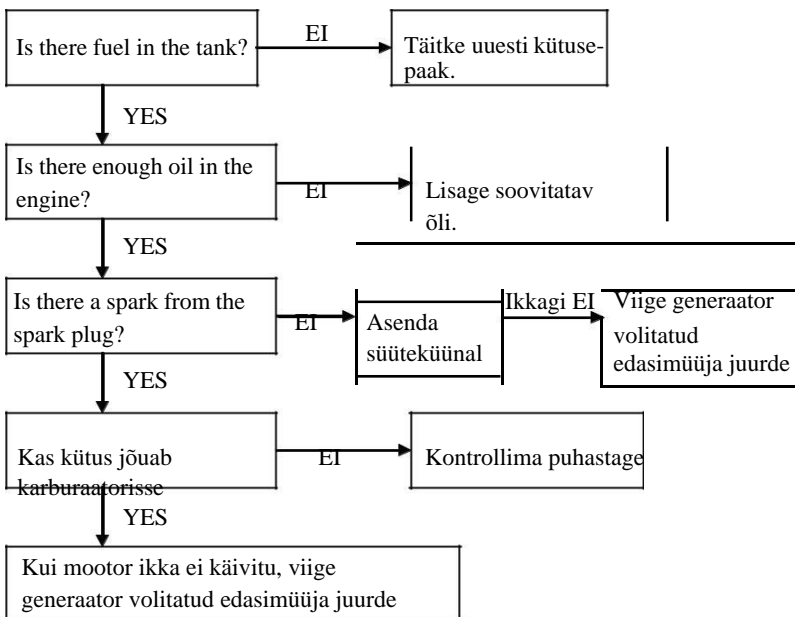 Is there fuel in the tank?
EI
Täitke uuesti kütuse-
paak.
YES
Is there enough oil in the
engine?
EI
Lisage soovitatav
õli.
YES
Is there a spark from the
spark plug?
EI
Asenda
süüteküünal
Ikkagi EI
Viige generaator
volitatud
edasimüüja juurde
YES
Kas kütus jõuab
karburaatorisse
EI
Kontrollima puhastage
YES
Kui mootor ikka ei käivitu, viige
generaator volitatud edasimüüja juurde